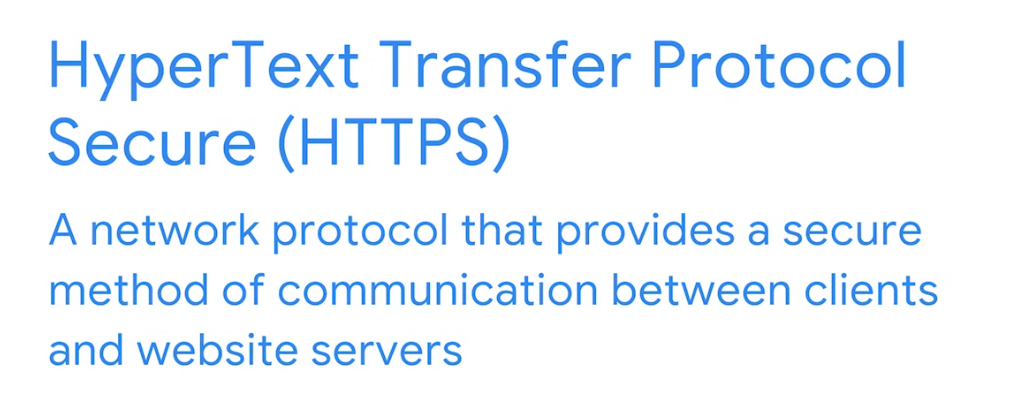 HyperText Transfer Protocol
Secure (HTTPS)
A network protocol that provides a secure
method of communication between clients
and website servers